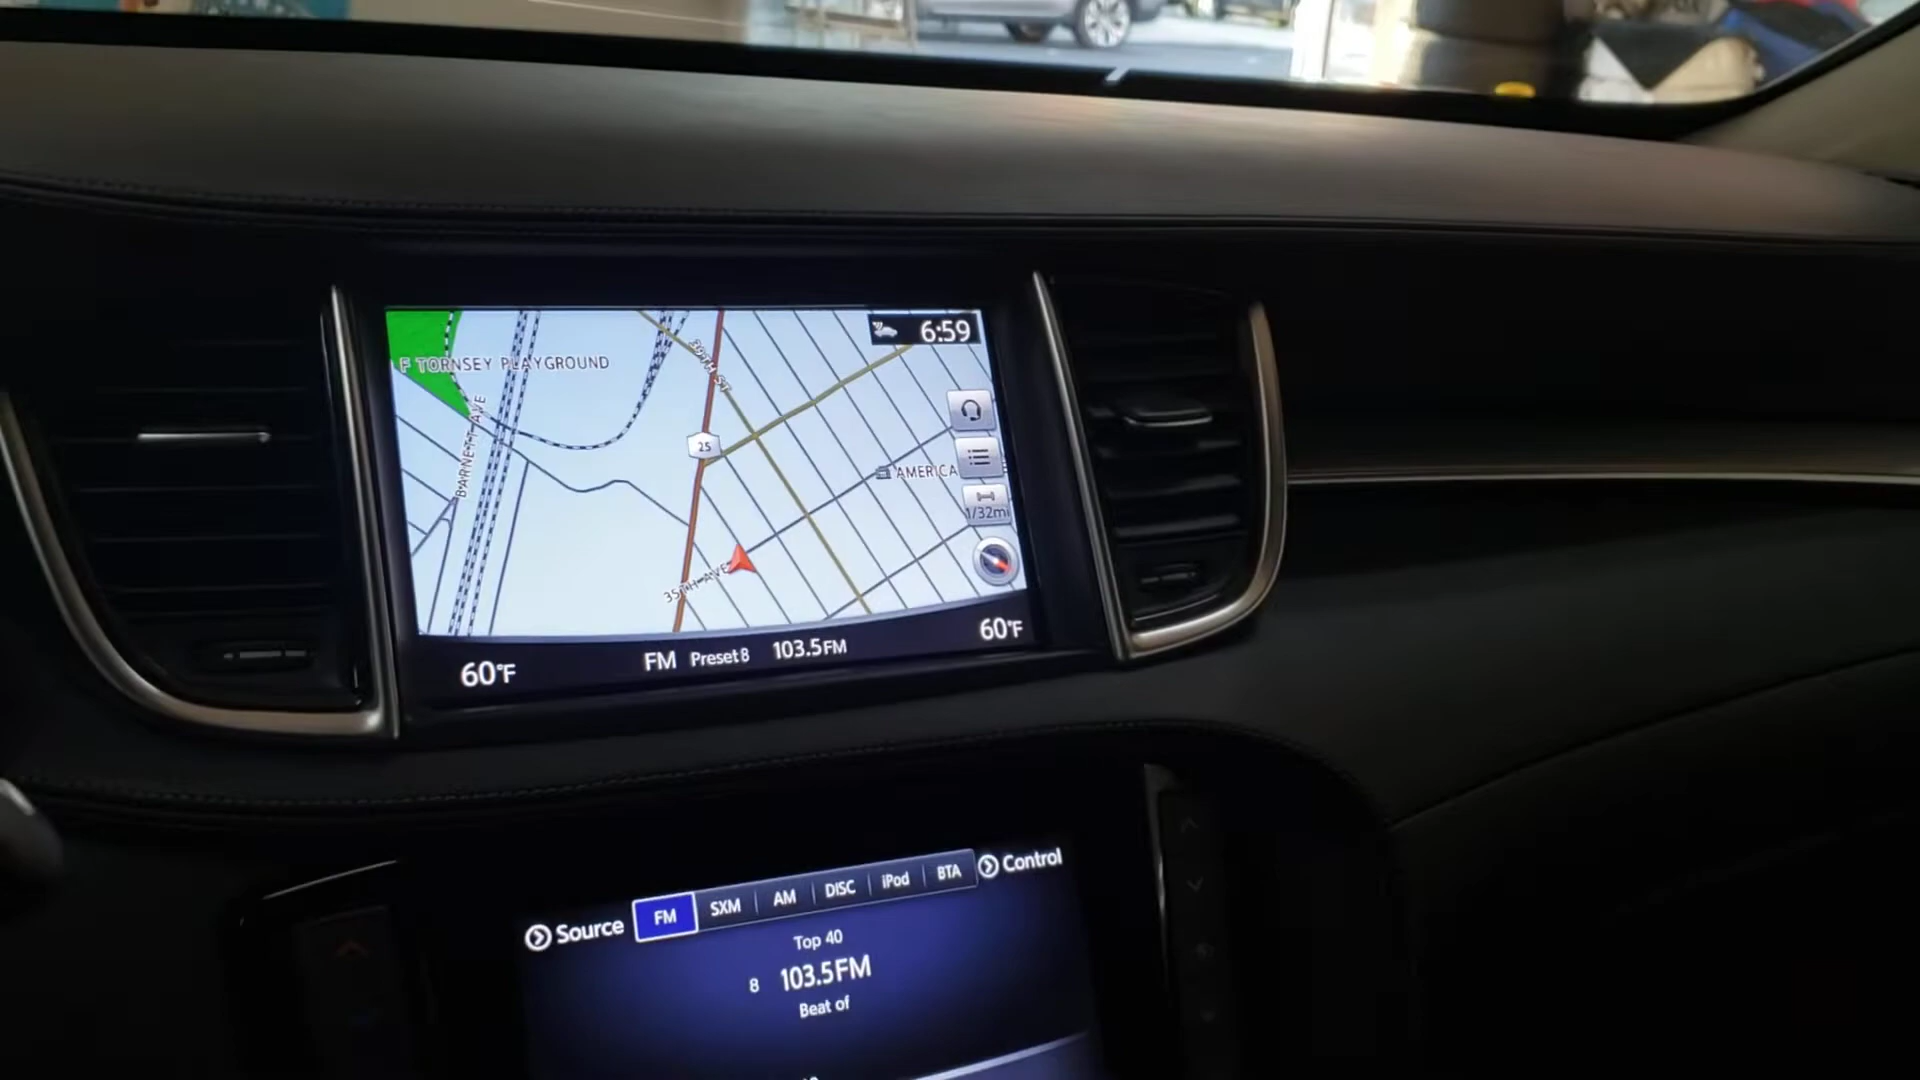 6:59
F TORNSEY PLAYGROUND
39TH ST
BARNETT AVE
25
AMERICA
1/32mi
35TH AVE
60°F FM Preset 8 103.5FM 60°F
Source FM SXM AM DISC iPod BTA Control
Top 40
8 103.5FM
Beat of